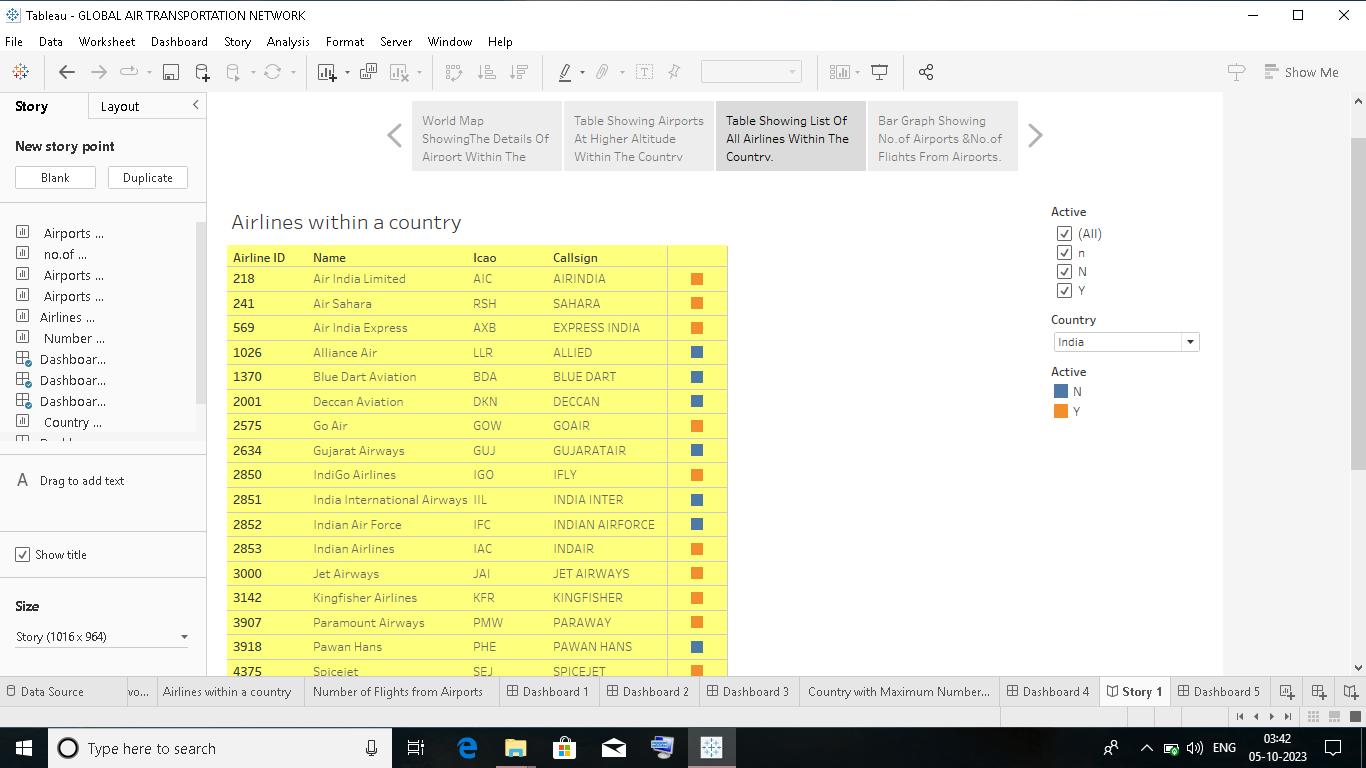 Tableau - GLOBAL AIR TRANSPORTATION NETWORK
File Data Worksheet Dashboard Story Analysis Format Server Window Help
Show Me
Story Layout
New story point
Blank Duplicate
Airports ...
no.of ...
Airports ...
Airports ...
Airlines ...
Number ...
Dashboar...
Dashboar...
Dashboar...
Country ...
Drag to add text
Show title
Size
Story (1016 x 964)
World Map
ShowingThe Details Of
Airport Within The
Table Showing Airports
At Higher Altitude
Within The Country
Table Showing List Of
All Airlines Within The
Country.
Bar Graph Showing
No.of Airports &No.of
Flights From Airports.
Airlines within a country
Airline ID Name Icao Callsign
218 Air India Limited AIC AIRINDIA
241 Air Sahara RSH SAHARA
569 Air India Express AXB EXPRESS INDIA
1026 Alliance Air LLR ALLIED
1370 Blue Dart Aviation BDA BLUE DART
2001 Deccan Aviation DKN DECCAN
2575 Go Air GOW GOAIR
2634 Gujarat Airways GUJ GUJARATAIR
2850 IndiGo Airlines IGO IFLY
2851 India International Airways IIL INDIA INTER
2852 Indian Air Force IFC INDIAN AIRFORCE
2853 Indian Airlines IAC INDAIR
3000 Jet Airways JAI JET AIRWAYS
3142 Kingfisher Airlines KFR KINGFISHER
3907 Paramount Airways PMW PARAWAY
3918 Pawan Hans PHE PAWAN HANS
4375 Spicejet SEJ SPICEJET
Active
(All)
n
N
Y
Country
India
Active
N
Y
Data Source wo... Airlines within a country Number of Flights from Airports Dashboard 1 Dashboard 2 Dashboard 3 Country with Maximum Number... Dashboard 4 Story 1 Dashboard 5
Type here to search
ENG
03:42
05-10-2023